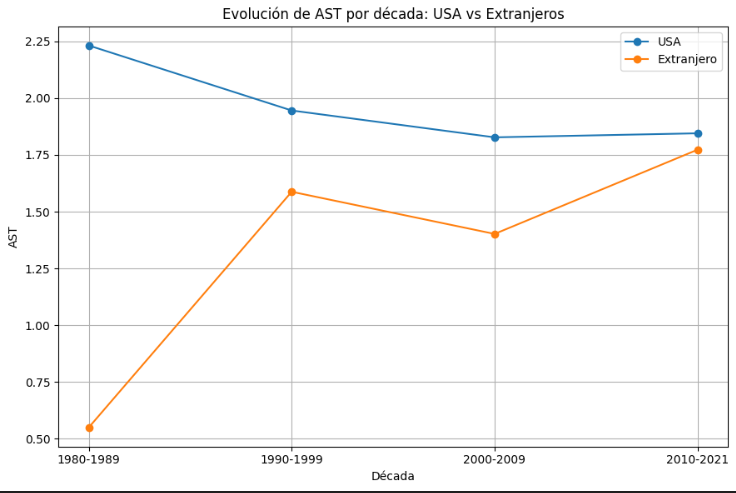 Evolución de AST por década: USA vs Extranjeros
USA
Extranjero
2.25
2.00
1.75
1.50
1.25
1.00
0.75
0.50
AST
1980-1989
1990-1999
2000-2009
2010-2021
Década